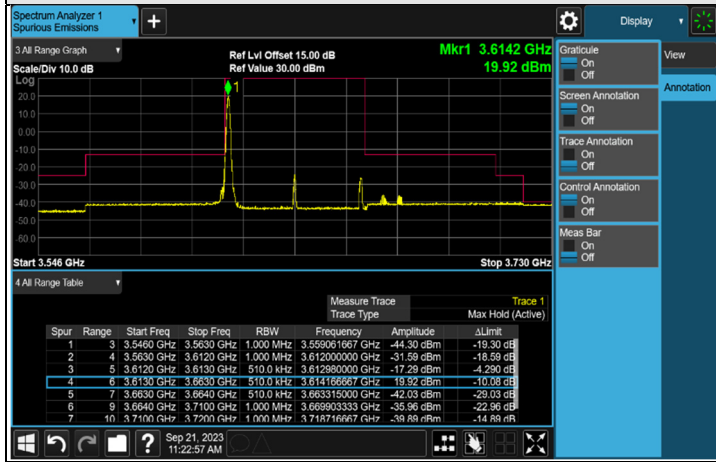 Spectrum Analyzer 1
Spurious Emissions
Display
3 All Range Graph
Scale/Div 10.0 dB
Ref Lvl Offset 15.00 dB
Ref Value 30.00 dBm
Mkr1 3.6142 GHz
19.92 dBm
Log
1
20.0
10.0
0.00
-10.0
-20.0
-30.0
-40.0
-50.0
-60.0
Start 3.546 GHz
Stop 3.730 GHz
4 All Range Table
Measure Trace Trace 1
Trace Type Max Hold (Active)
Spur Range Start Freq Stop Freq RBW Frequency Amplitude ΔLimit
1 3 3.5460 GHz 3.5630 GHz 1.000 MHz 3.559061667 GHz -44.30 dBm -19.30 dB
2 4 3.5630 GHz 3.6120 GHz 1.000 MHz 3.612000000 GHz -31.59 dBm -18.59 dB
3 5 3.6120 GHz 3.6130 GHz 510.0 kHz 3.612980000 GHz -17.29 dBm -4.290 dB
4 6 3.6130 GHz 3.6630 GHz 510.0 kHz 3.614166667 GHz 19.92 dBm -10.08 dB
5 7 3.6630 GHz 3.6640 GHz 510.0 kHz 3.663315000 GHz -42.03 dBm -29.03 dB
6 9 3.6640 GHz 3.7100 GHz 1.000 MHz 3.669903333 GHz -35.96 dBm -22.96 dB
7 10 3.7100 GHz 3.7200 GHz 1.000 MHz 3.718716667 GHz -39.89 dBm -14.89 dB
Sep 21, 2023
11:22:57 AM
Graticule
On
Off
Screen Annotation
On
Off
Trace Annotation
On
Off
Control Annotation
On
Off
Meas Bar
On
Off
View
Annotation